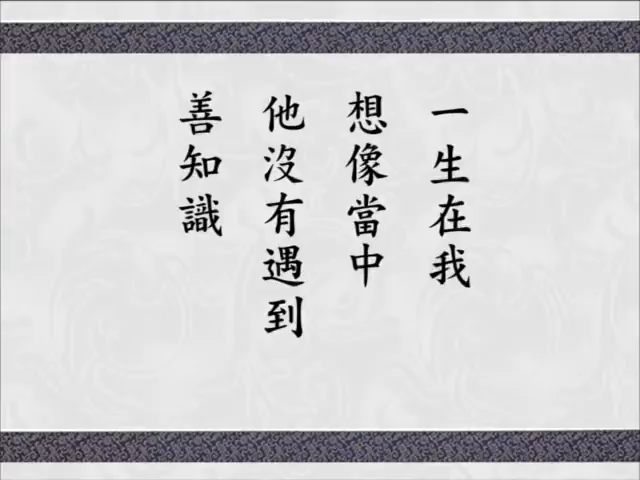 一生在我
想像當中
他沒有遇到
善知識